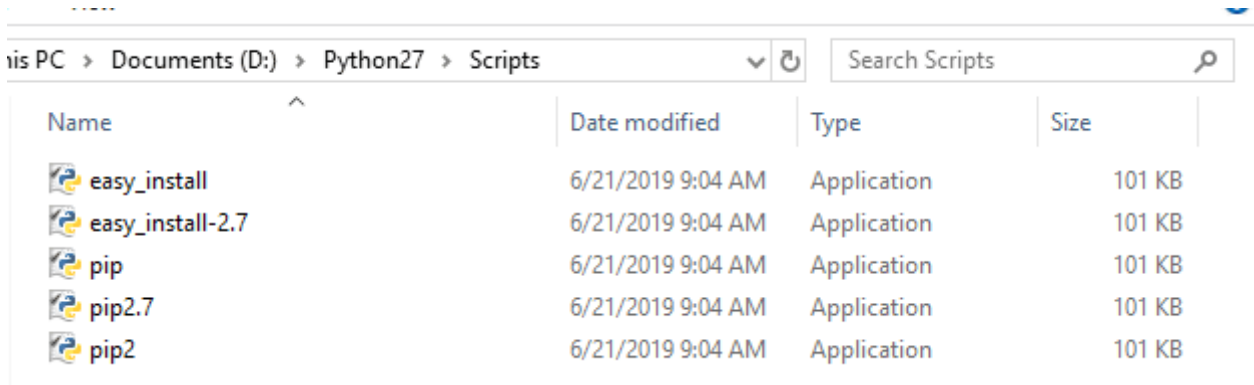 his PC > Documents (D:) > Python27 > Scripts Search Scripts
Name Date modified Type Size
easy_install 6/21/2019 9:04 AM Application 101 KB
easy_install-2.7 6/21/2019 9:04 AM Application 101 KB
pip 6/21/2019 9:04 AM Application 101 KB
pip2.7 6/21/2019 9:04 AM Application 101 KB
pip2 6/21/2019 9:04 AM Application 101 KB